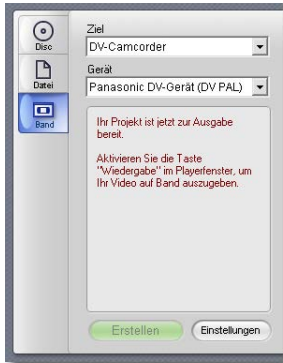 Disc
Datei
Band
Ziel
DV-Camcorder
Gerät
Panasonic DV-Gerät (DV PAL)
Ihr Projekt ist jetzt zur Ausgabe
bereit.
Aktivieren Sie die Taste
"Wiedergabe" im Playerfenster, um
Ihr Video auf Band auszugeben.
Erstellen
Einstellungen